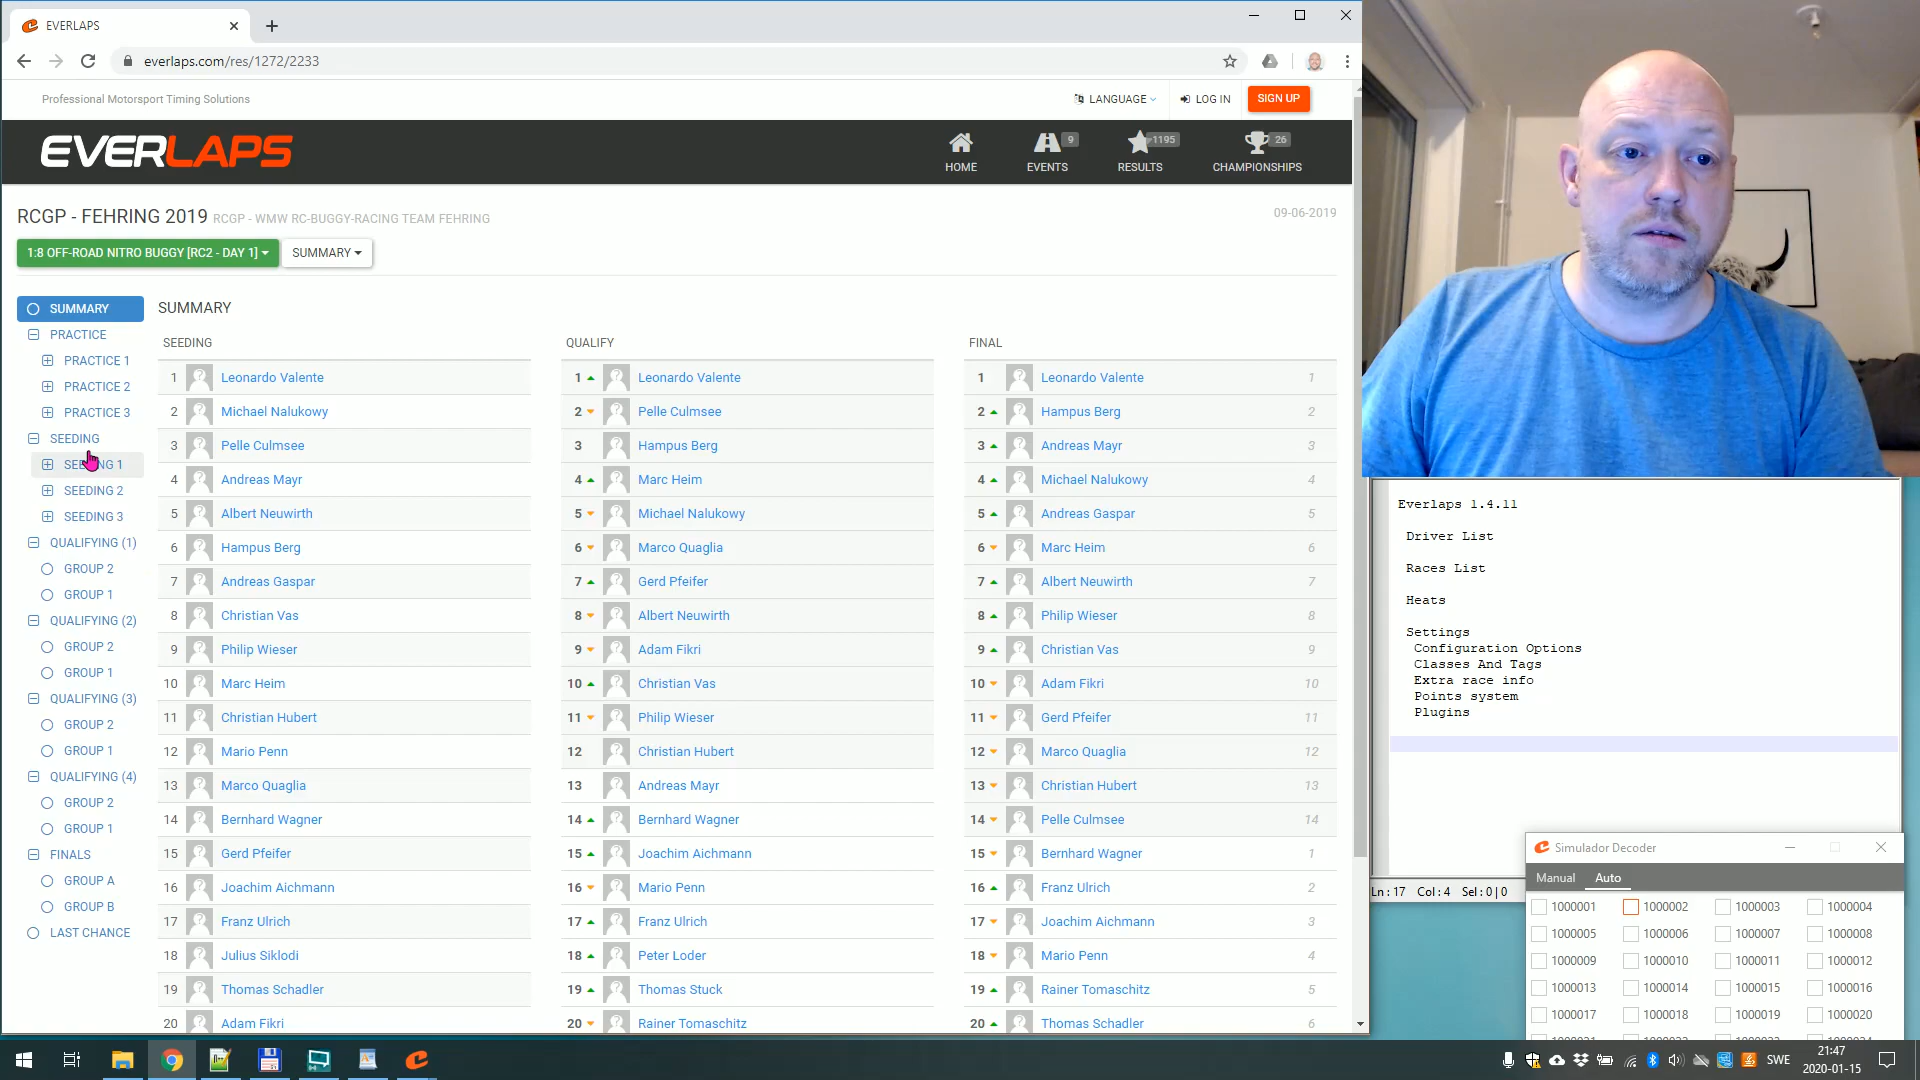 EVERLAPS
everlaps.com/res/1272/2233
Professional Motorsport Timing Solutions
LANGUAGE
LOG IN
SIGN UP
EVERLAPS
HOME
9
EVENTS
1195
RESULTS
26
CHAMPIONSHIPS
RCGP - FEHRING 2019 RCGP - WMW RC-BUGGY-RACING TEAM FEHRING
09-06-2019
1:8 OFF-ROAD NITRO BUGGY [RC2 - DAY 1]
SUMMARY
SUMMARY
PRACTICE
PRACTICE 1
PRACTICE 2
PRACTICE 3
SEEDING
SEEDING 1
SEEDING 2
SEEDING 3
QUALIFYING (1)
GROUP 2
GROUP 1
QUALIFYING (2)
GROUP 2
GROUP 1
QUALIFYING (3)
GROUP 2
GROUP 1
QUALIFYING (4)
GROUP 2
GROUP 1
FINALS
GROUP A
GROUP B
LAST CHANCE
SUMMARY
SEEDING
1 Leonardo Valente
2 Michael Nalukowy
3 Pelle Culmsee
4 Andreas Mayr
5 Albert Neuwirth
6 Hampus Berg
7 Andreas Gaspar
8 Christian Vas
9 Philip Wieser
10 Marc Heim
11 Christian Hubert
12 Mario Penn
13 Marco Quaglia
14 Bernhard Wagner
15 Gerd Pfeifer
16 Joachim Aichmann
17 Franz Ulrich
18 Julius Siklodi
19 Thomas Schadler
20 Adam Fikri
QUALIFY
1 Leonardo Valente
2 Pelle Culmsee
3 Hampus Berg
4 Marc Heim
5 Michael Nalukowy
6 Marco Quaglia
7 Gerd Pfeifer
8 Albert Neuwirth
9 Adam Fikri
10 Christian Vas
11 Philip Wieser
12 Christian Hubert
13 Andreas Mayr
14 Bernhard Wagner
15 Joachim Aichmann
16 Mario Penn
17 Franz Ulrich
18 Peter Loder
19 Thomas Stuck
20 Rainer Tomaschitz
FINAL
1 Leonardo Valente 1
2 Hampus Berg 2
3 Andreas Mayr 3
4 Michael Nalukowy 4
5 Andreas Gaspar 5
6 Marc Heim 6
7 Albert Neuwirth 7
8 Philip Wieser 8
9 Christian Vas 9
10 Adam Fikri 10
11 Gerd Pfeifer 11
12 Marco Quaglia 12
13 Christian Hubert 13
14 Pelle Culmsee 14
15 Bernhard Wagner 1
16 Franz Ulrich 2
17 Joachim Aichmann 3
18 Mario Penn 4
19 Rainer Tomaschitz 5
20 Thomas Schadler 6
Everlaps 1.4.11
Driver List
Races List
Heats
Settings
Configuration Options
Classes And Tags
Extra race info
Points system
Plugins
Ln:17 Col:4 Sel:0|0
Simulador Decoder
Manual Auto
1000001 1000002 1000003 1000004
1000005 1000006 1000007 1000008
1000009 1000010 1000011 1000012
1000013 1000014 1000015 1000016
1000017 1000018 1000019 1000020
SWE
21:47
2020-01-15